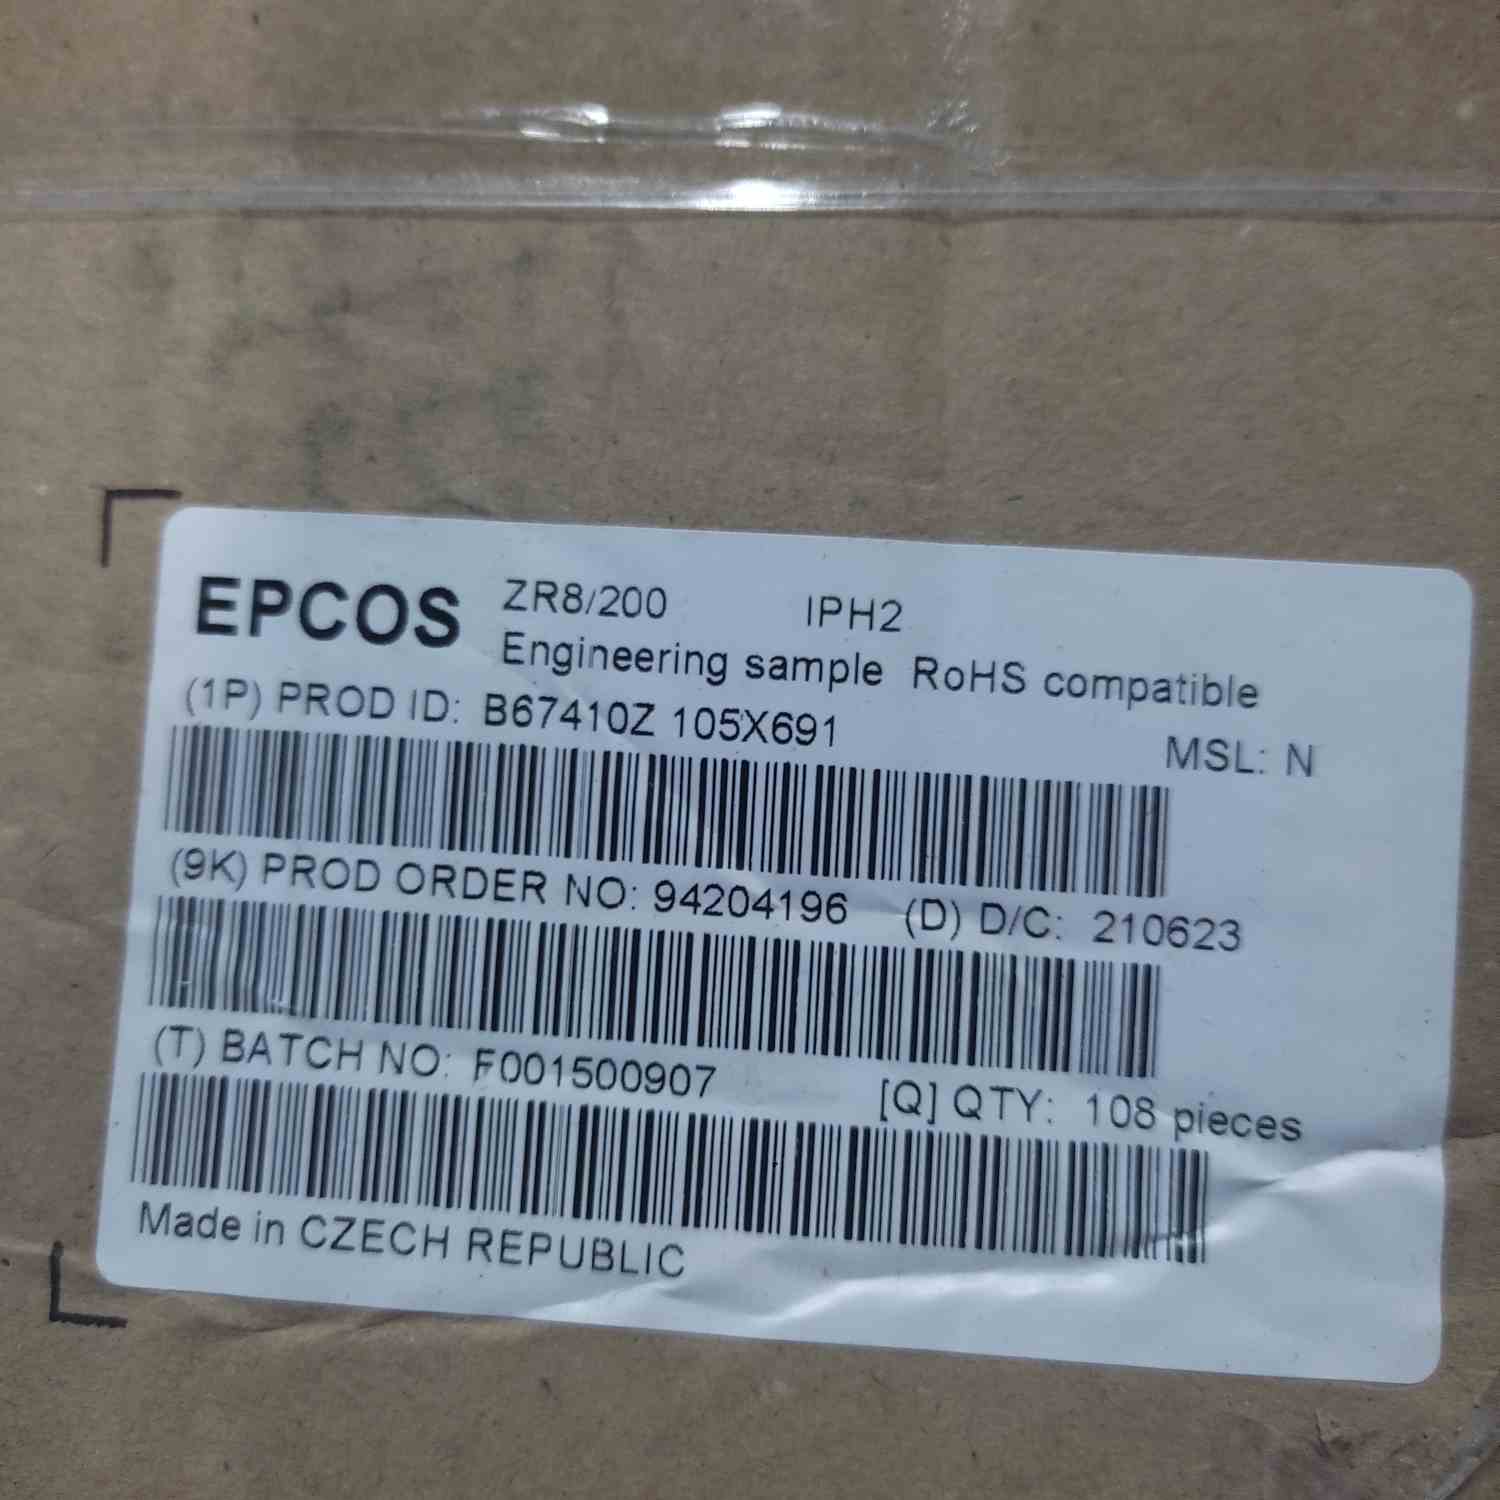 EPCOS ZR8/200 IPH2
Engineering sample RoHS compatible
(1P) PROD ID: B67410Z 105X691
MSL: N
(9K) PROD ORDER NO: 94204196 (D) D/C: 210623
(T) BATCH NO: F001500907 [Q] QTY: 108 pieces
Made in CZECH REPUBLIC